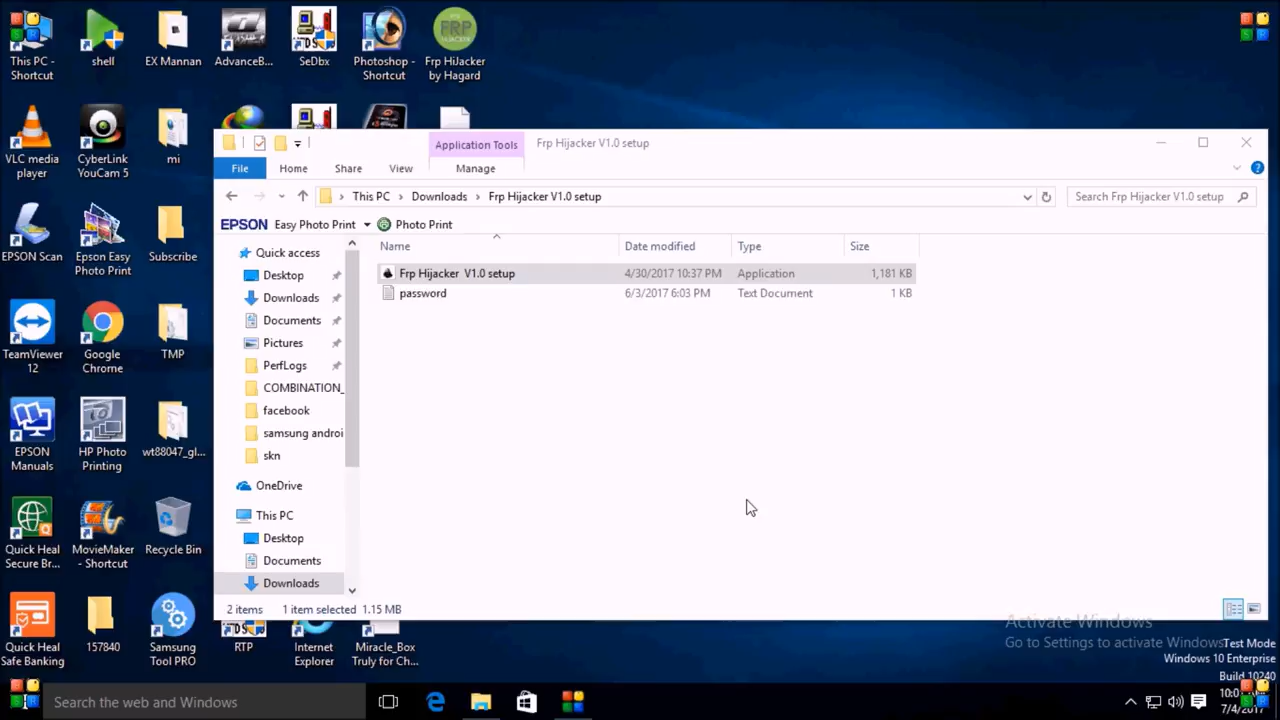 This PC -
Shortcut
shell
EX Mannan
AdvanceB...
SeDbx
Photoshop -
Shortcut
FRP
Frp HiJacker
by Hagard
VLC media
player
CyberLink
YouCam 5
mi
Application Tools
Frp Hijacker V1.0 setup
File
Home
Share
View
Manage
This PC
Downloads
Frp Hijacker V1.0 setup
Search Frp Hijacker V1.0 setup
EPSON Easy Photo Print
Photo Print
Name
Date modified
Type
Size
Frp Hijacker V1.0 setup
4/30/2017 10:37 PM
Application
1,181 KB
password
6/3/2017 6:03 PM
Text Document
1 KB
Quick access
Desktop
Downloads
Documents
Pictures
PerfLogs
COMBINATION_
facebook
samsung androi
skn
OneDrive
This PC
Desktop
Documents
Downloads
2 items
1 item selected
1.15 MB
EPSON Scan
Epson Easy
Photo Print
Subscribe
TeamViewer
12
Google
Chrome
TMP
EPSON
Manuals
HP Photo
Printing
wt88047_gl...
Quick Heal
Secure Br...
MovieMaker
- Shortcut
Recycle Bin
Quick Heal
Safe Banking
157840
Samsung
Tool PRO
RTP
Internet
Explorer
Miracle_Box
Truly for Ch...
Activate Windows
Go to Settings to activate Windows
Test Mode
Windows 10 Enterprise
Build 10240
Search the web and Windows